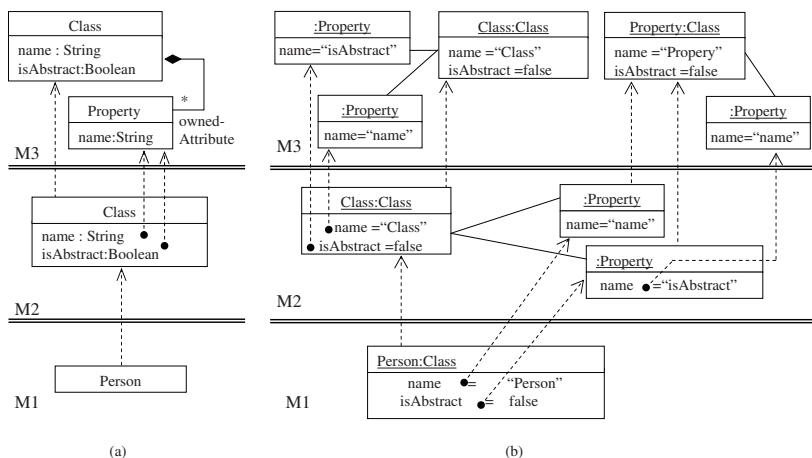 Class
name : String
isAbstract:Boolean
Property
name:String
*
owned-
Attribute
M3
Class
name : String
isAbstract:Boolean
M2
Person
M1
(a)
:Property
name=“isAbstract”
:Property
name=“name”
Class:Class
name =“Class”
isAbstract =false
Property:Class
name =“Propery”
isAbstract =false
:Property
name=“name”
M3
Class:Class
name =“Class”
isAbstract =false
:Property
name=“name”
:Property
name =“isAbstract”
M2
Person:Class
name = “Person”
isAbstract = false
M1
(b)